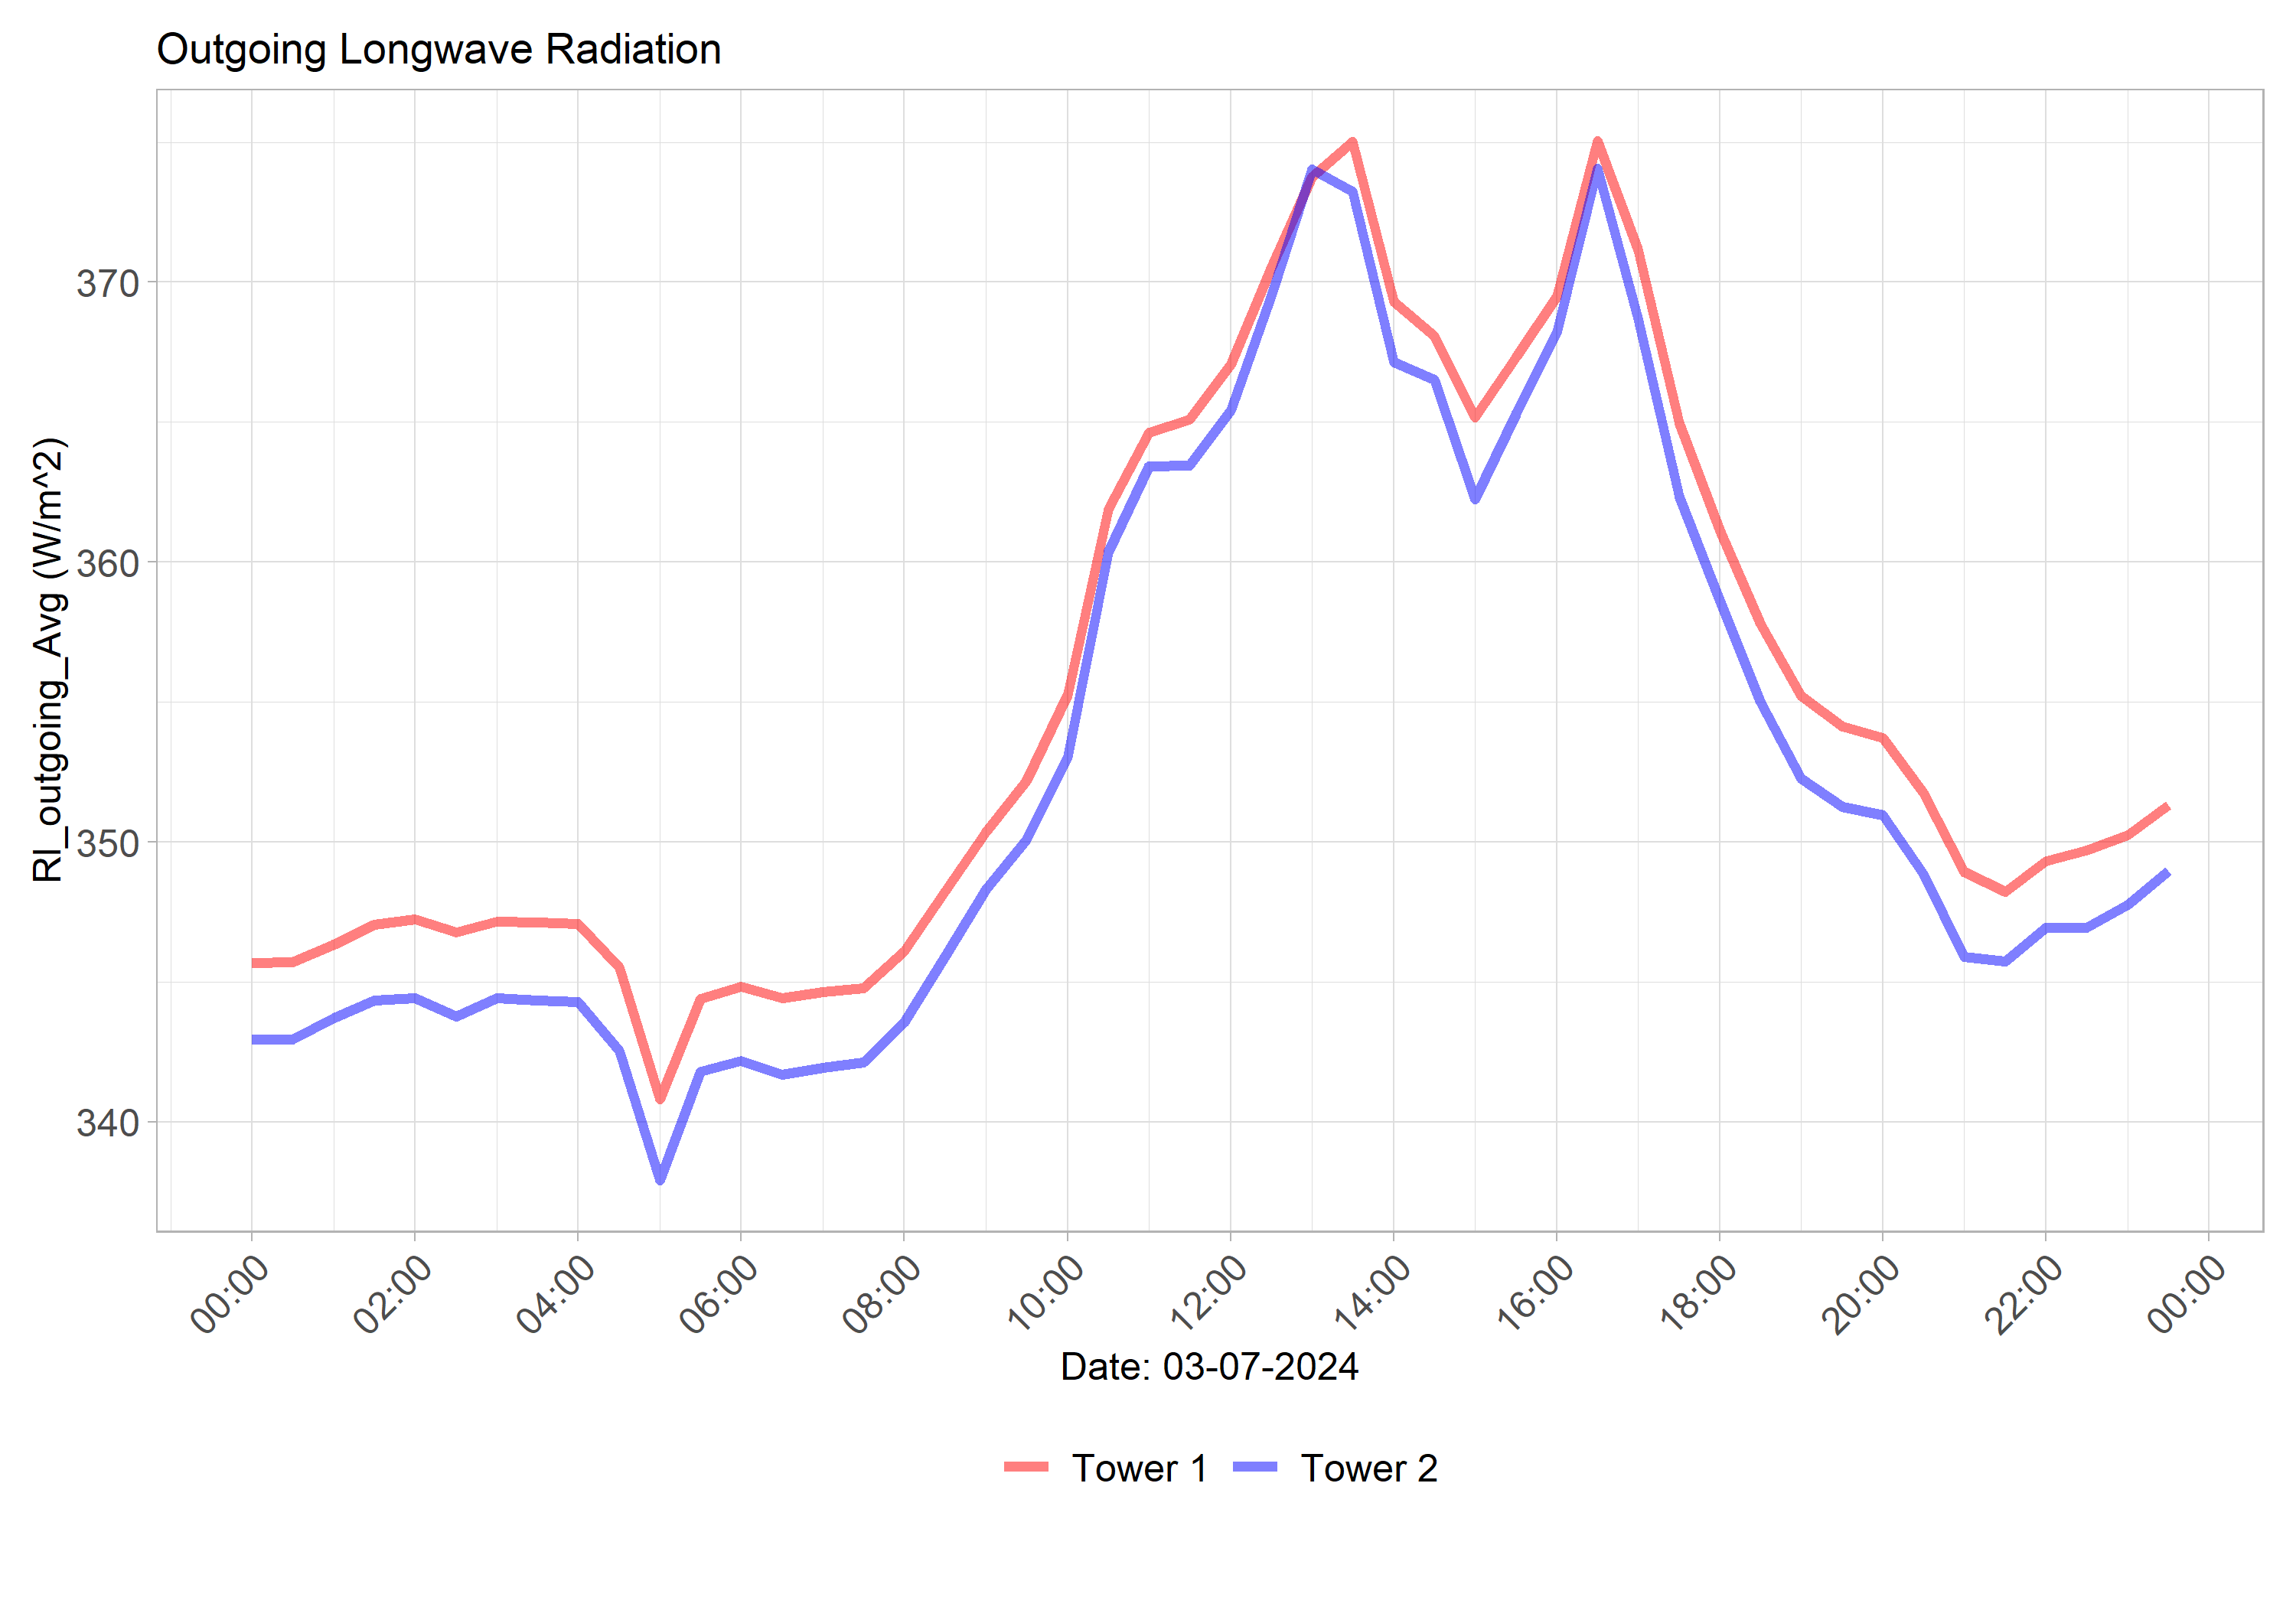 Outgoing Longwave Radiation
Rl_outgoing_Avg (W/m^2)
370
360
350
340
00:00 02:00 04:00 06:00 08:00 10:00 12:00 14:00 16:00 18:00 20:00 22:00 00:00
Date: 03-07-2024
Tower 1 Tower 2